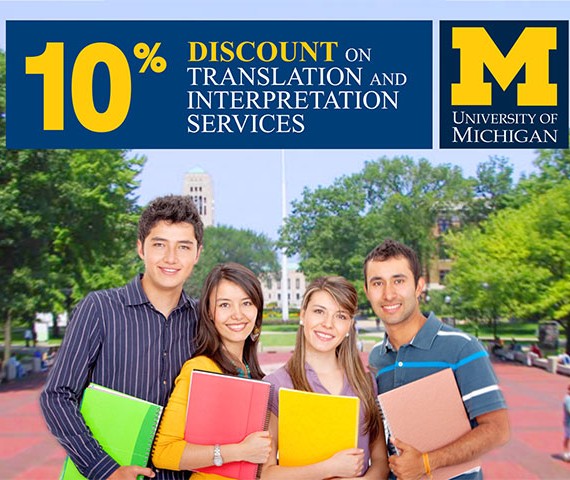 10%
DISCOUNT ON
TRANSLATION AND
INTERPRETATION
SERVICES
M
UNIVERSITY OF
MICHIGAN